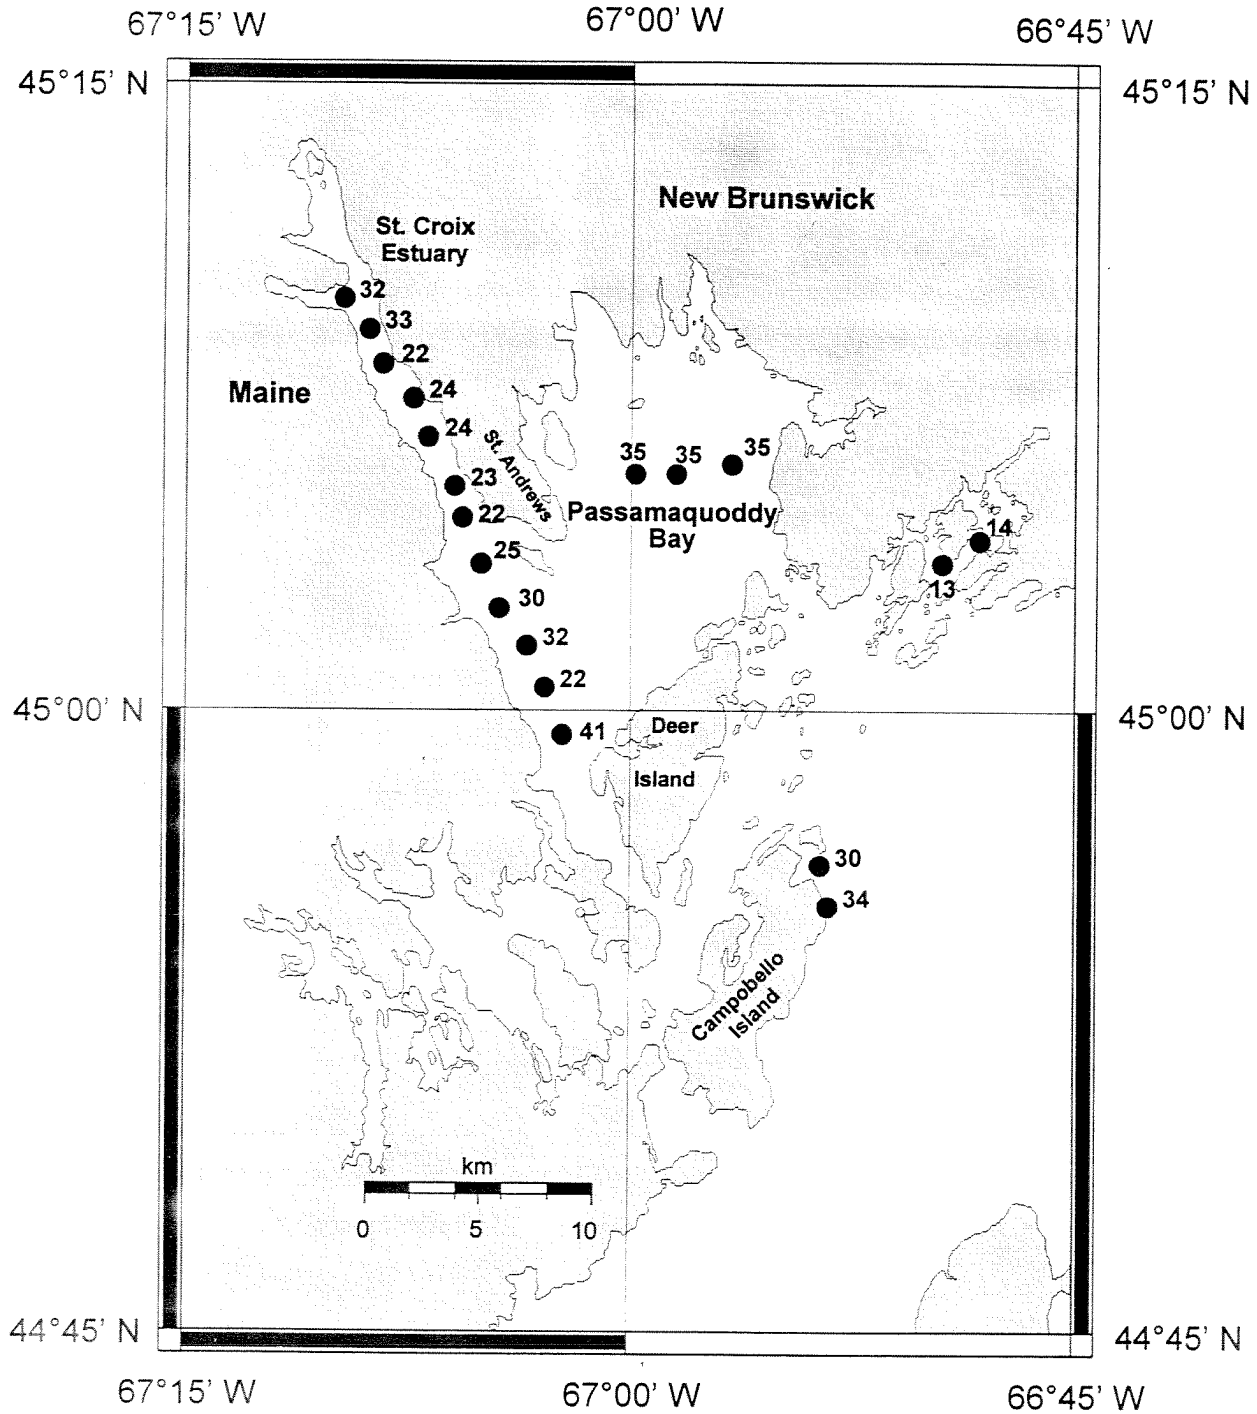 67°15' W
67°00' W
66°45' W
45°15' N
45°15' N
New Brunswick
St. Croix
Estuary
32
33
22
Maine
24
24
St. Andrews
35
35
35
23
22
Passamaquoddy
Bay
14
25
13
30
32
22
45°00' N
45°00' N
41
Deer
Island
30
34
Campobello
Island
km
0
5
10
44°45' N
44°45' N
67°15' W
67°00' W
66°45' W